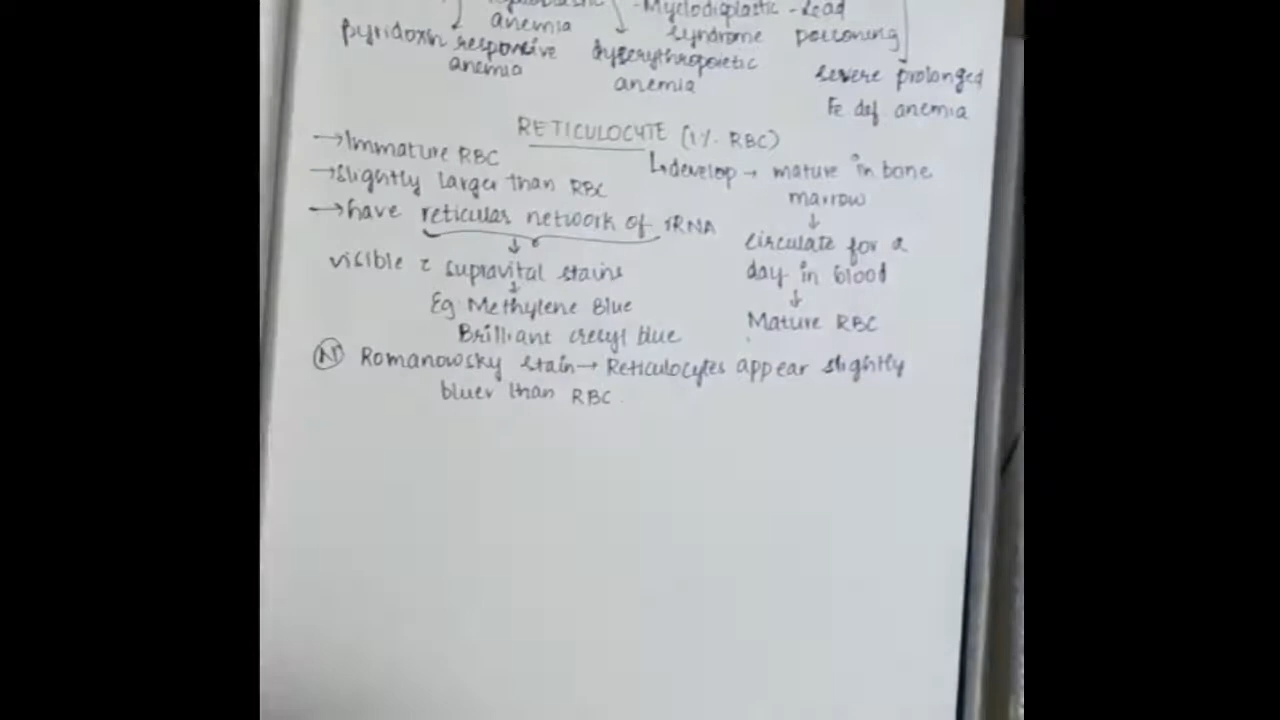 anemia
-Myelodisplastic - lead
syndrome poisoning
pyridoxin responsive
anemia
dyserythropoietic
anemia
severe prolonged
Fe def anemia
RETICULOCYTE (1% RBC)
→Immature RBC
→slightly larger than RBC
→have reticular network of rRNA
↓
visible c supravital stains
↓
Eg Methylene Blue
Brilliant cresyl blue
↳develop → mature in bone
marrow
↓
circulate for a
day in blood
↓
Mature RBC
(N) Romanowsky stain → Reticulocytes appear slightly
bluer than RBC.